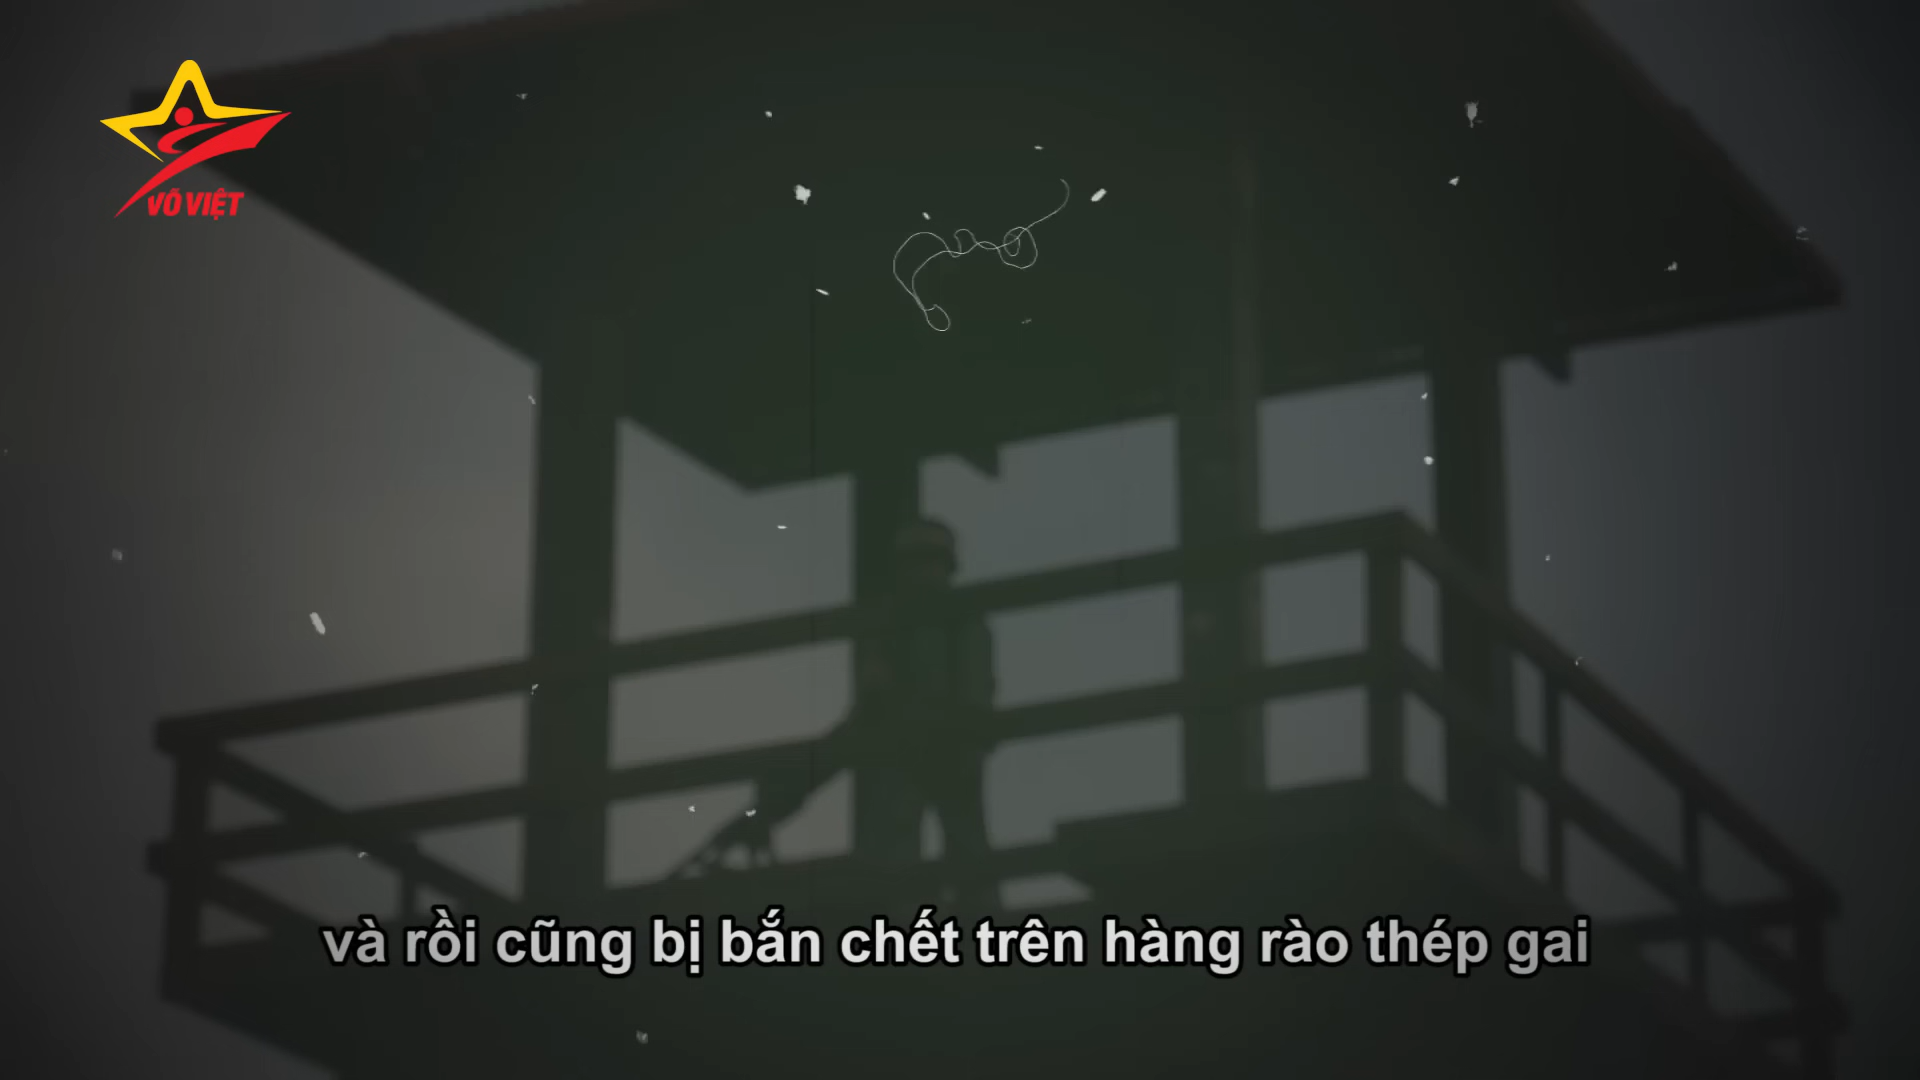 VÕ VIỆT
và rồi cũng bị bắn chết trên hàng rào thép gai